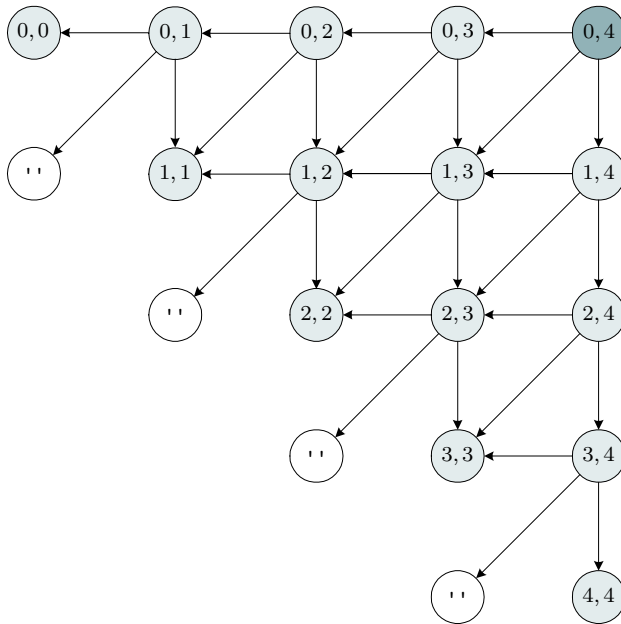 0, 0 0, 1 0, 2 0, 3 0, 4
' ' 1, 1 1, 2 1, 3 1, 4
' ' 2, 2 2, 3 2, 4
' ' 3, 3 3, 4
' ' 4, 4